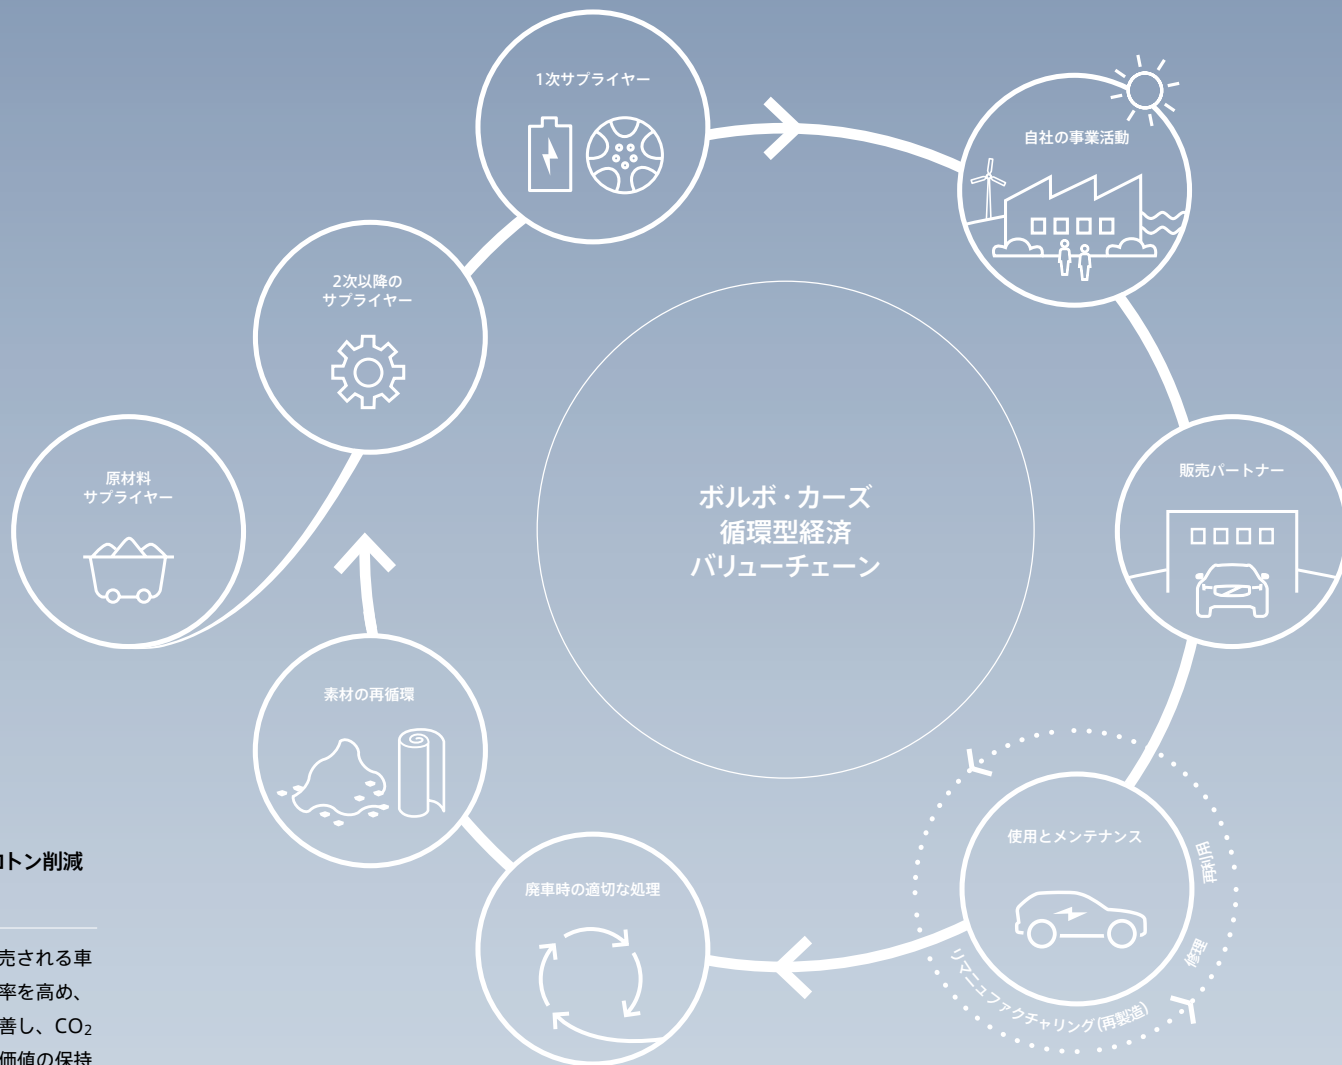 1次サプライヤー
自社の事業活動
2次以降の
サプライヤー
原材料
サプライヤー
販売パートナー
ボルボ・カーズ
循環型経済
バリューチェーン
素材の再循環
使用とメンテナンス
再利用
修理
リマニュファクチャリング(再製造)
廃車時の適切な処理
トン削減
売される車
率を高め、
善し、CO₂
価値の保持